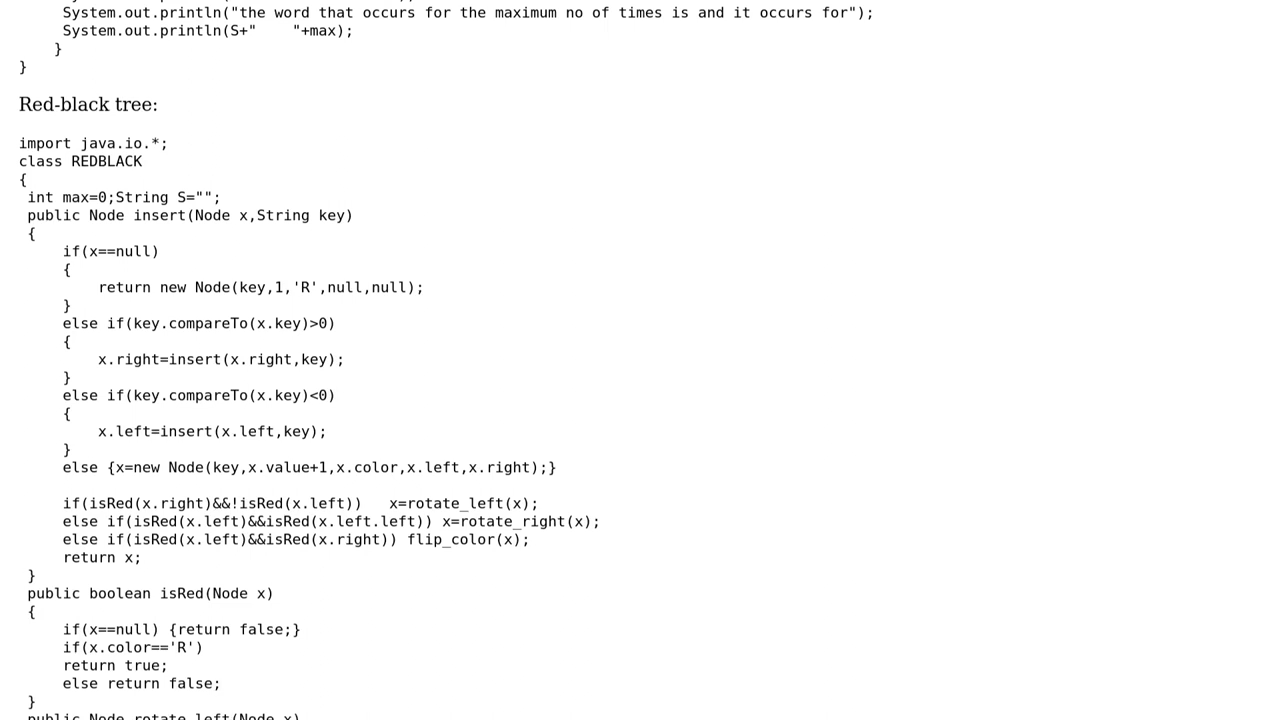 System.out.println("the word that occurs for the maximum no of times is and it occurs for");
System.out.println(S+"    "+max);
}
}
Red-black tree:
import java.io.*;
class REDBLACK
{
int max=0;String S="";
public Node insert(Node x,String key)
{
if(x==null)
{
return new Node(key,1,'R',null,null);
}
else if(key.compareTo(x.key)>0)
{
x.right=insert(x.right,key);
}
else if(key.compareTo(x.key)<0)
{
x.left=insert(x.left,key);
}
else {x=new Node(key,x.value+1,x.color,x.left,x.right);}
if(isRed(x.right)&&!isRed(x.left))   x=rotate_left(x);
else if(isRed(x.left)&&isRed(x.left.left)) x=rotate_right(x);
else if(isRed(x.left)&&isRed(x.right)) flip_color(x);
return x;
}
public boolean isRed(Node x)
{
if(x==null) {return false;}
if(x.color=='R')
return true;
else return false;
}
public Node rotate_left(Node x)